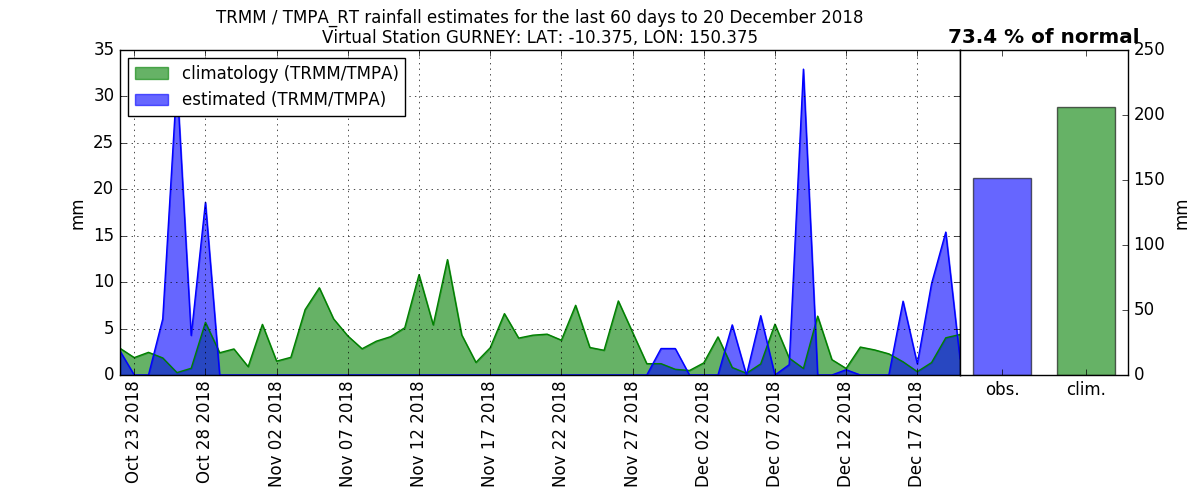 TRMM / TMPA_RT rainfall estimates for the last 60 days to 20 December 2018
Virtual Station GURNEY: LAT: -10.375, LON: 150.375
73.4 % of normal
climatology (TRMM/TMPA)
estimated (TRMM/TMPA)
35
30
25
20
15
10
5
0
mm
Oct 23 2018
Oct 28 2018
Nov 02 2018
Nov 07 2018
Nov 12 2018
Nov 17 2018
Nov 22 2018
Nov 27 2018
Dec 02 2018
Dec 07 2018
Dec 12 2018
Dec 17 2018
obs.
clim.
250
200
150
100
50
0
mm